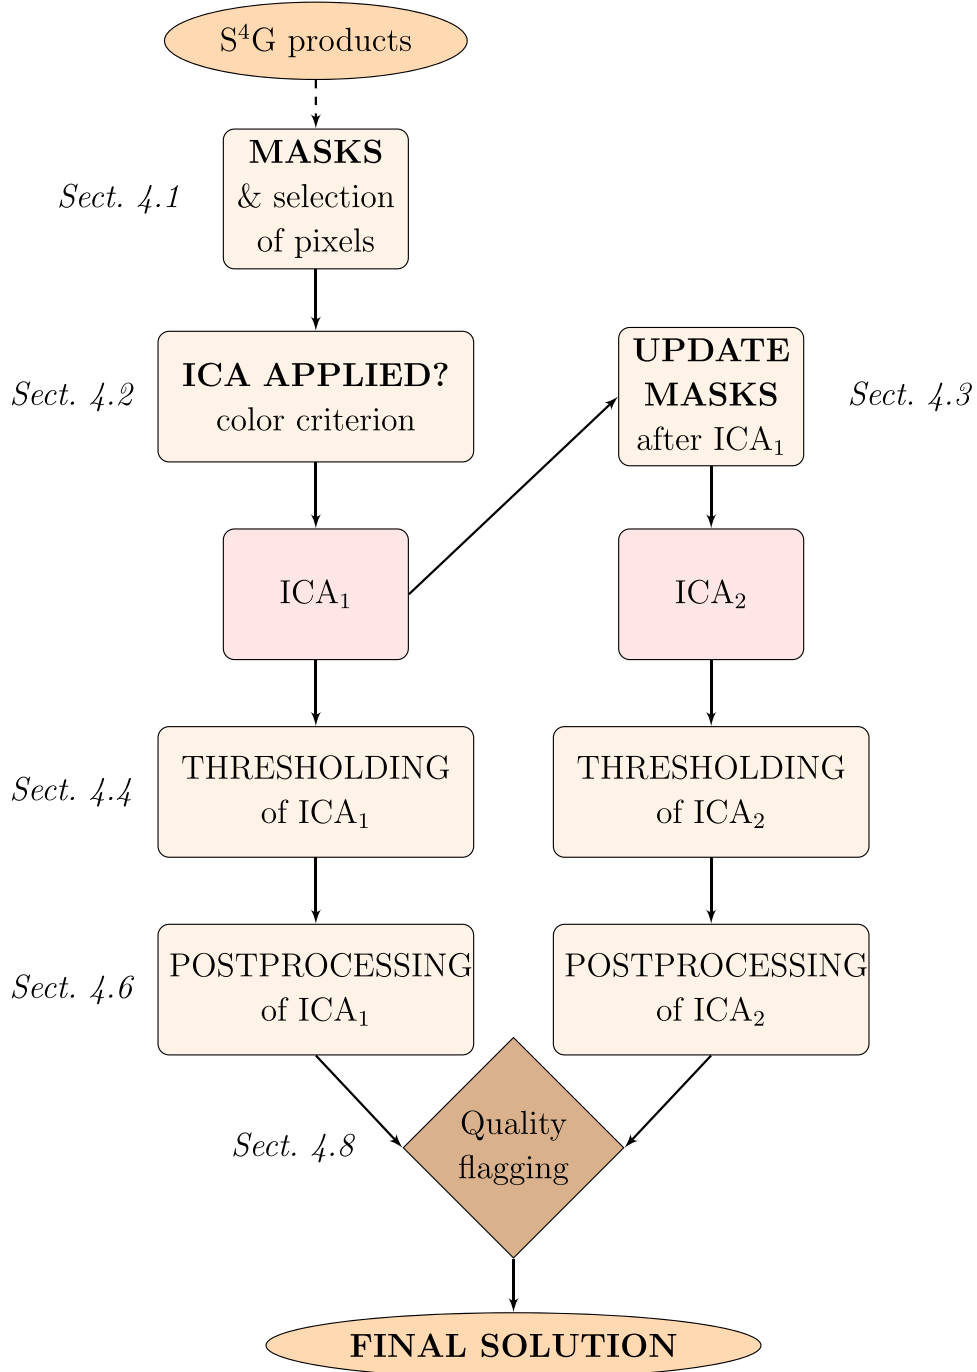 S⁴G products
MASKS
& selection
of pixels
Sect. 4.1
ICA APPLIED?
color criterion
Sect. 4.2
UPDATE
MASKS
after ICA₁
Sect. 4.3
ICA₁
ICA₂
THRESHOLDING
of ICA₁
Sect. 4.4
THRESHOLDING
of ICA₂
POSTPROCESSING
of ICA₁
Sect. 4.6
POSTPROCESSING
of ICA₂
Quality
flagging
Sect. 4.8
FINAL SOLUTION